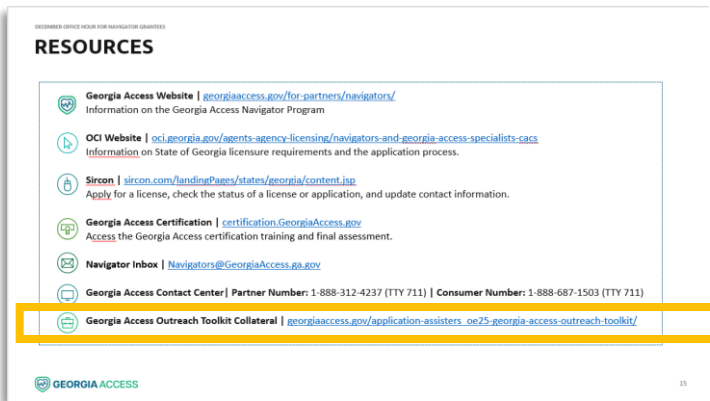 DECEMBER OFFICE HOUR FOR NAVIGATOR GRANTEES
RESOURCES
Georgia Access Website | georgiaaccess.gov/for-partners/navigators/
Information on the Georgia Access Navigator Program
OCI Website | oci.georgia.gov/agents-agency-licensing/navigators-and-georgia-access-specialists-cacs
Information on State of Georgia licensure requirements and the application process.
Sircon | sircon.com/landingPages/states/georgia/content.jsp
Apply for a license, check the status of a license or application, and update contact information.
Georgia Access Certification | certification.GeorgiaAccess.gov
Access the Georgia Access certification training and final assessment.
Navigator Inbox | Navigators@GeorgiaAccess.ga.gov
Georgia Access Contact Center| Partner Number: 1-888-312-4237 (TTY 711) | Consumer Number: 1-888-687-1503 (TTY 711)
Georgia Access Outreach Toolkit Collateral | georgiaaccess.gov/application-assisters_oe25-georgia-access-outreach-toolkit/
GEORGIA ACCESS
15